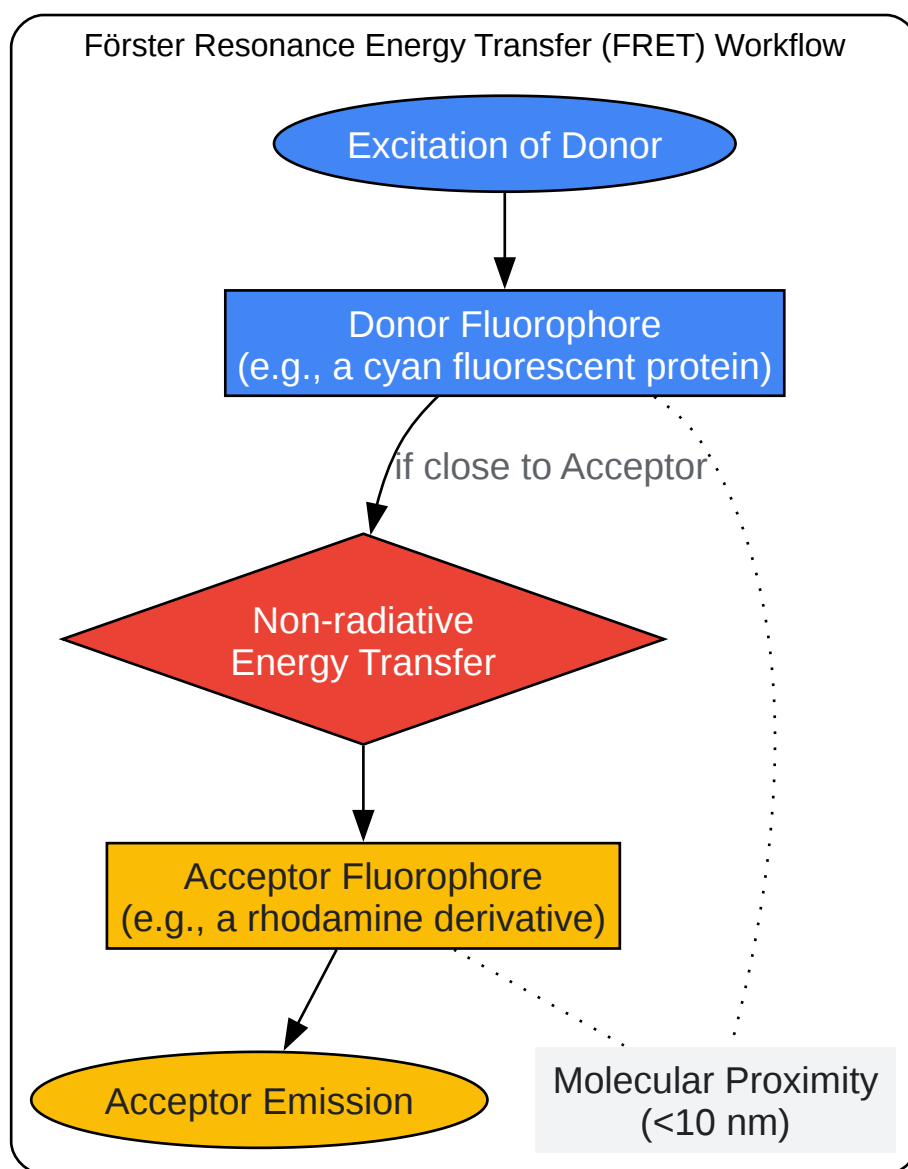 Förster Resonance Energy Transfer (FRET) Workflow
Excitation of Donor
Donor Fluorophore
(e.g., a cyan fluorescent protein)
if close to Acceptor
Non-radiative
Energy Transfer
Acceptor Fluorophore
(e.g., a rhodamine derivative)
Acceptor Emission
Molecular Proximity
(<10 nm)